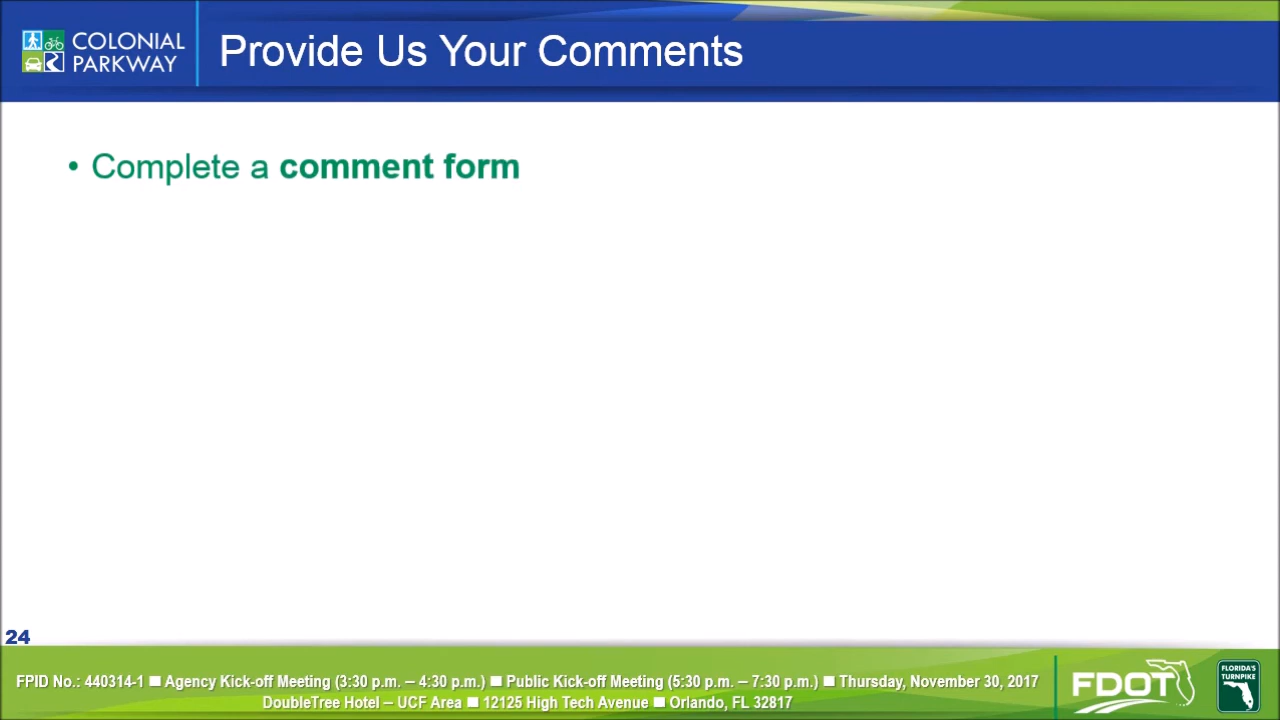 COLONIAL
PARKWAY
Provide Us Your Comments
• Complete a comment form
24
FPID No.: 440314-1 ■ Agency Kick-off Meeting (3:30 p.m. – 4:30 p.m.) ■ Public Kick-off Meeting (5:30 p.m. – 7:30 p.m.) ■ Thursday, November 30, 2017
DoubleTree Hotel – UCF Area ■ 12125 High Tech Avenue ■ Orlando, FL 32817
FDOT
FLORIDA'S
TURNPIKE